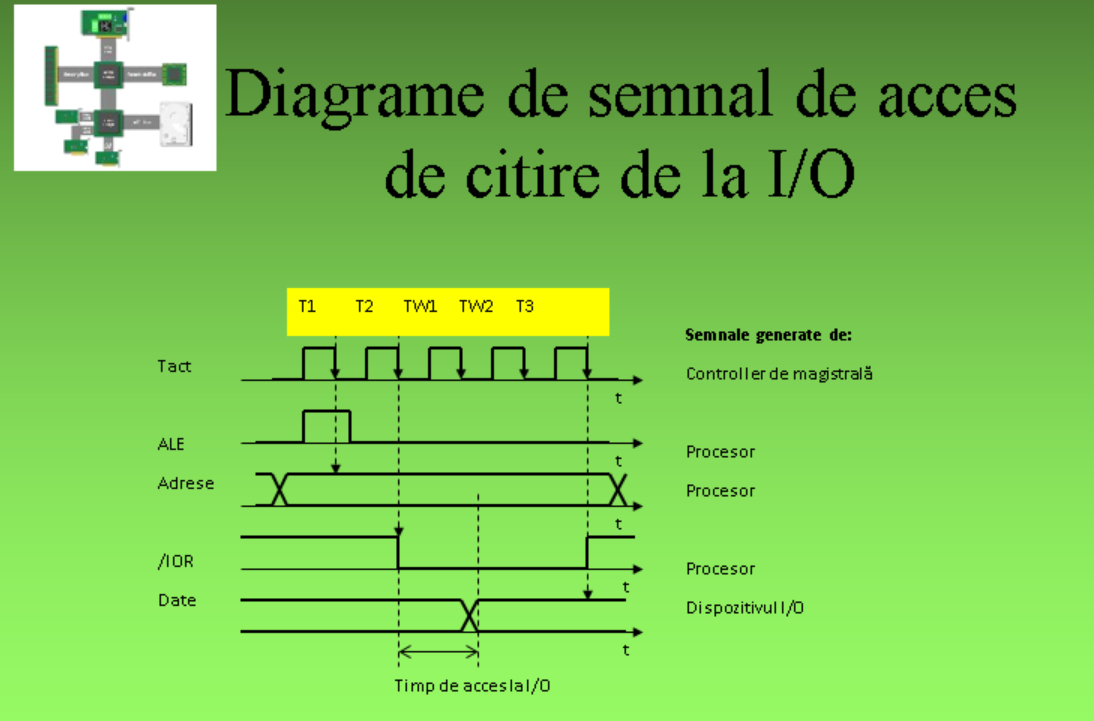 Diagrame de semnal de acces
de citire de la I/O
T1 T2 TW1 TW2 T3
Semnale generate de:
Tact
Controller de magistrală
t
ALE
Procesor
t
Adrese
Procesor
t
/IOR
Procesor
t
Date
Dispozitivul I/O
t
Timp de acces la I/O